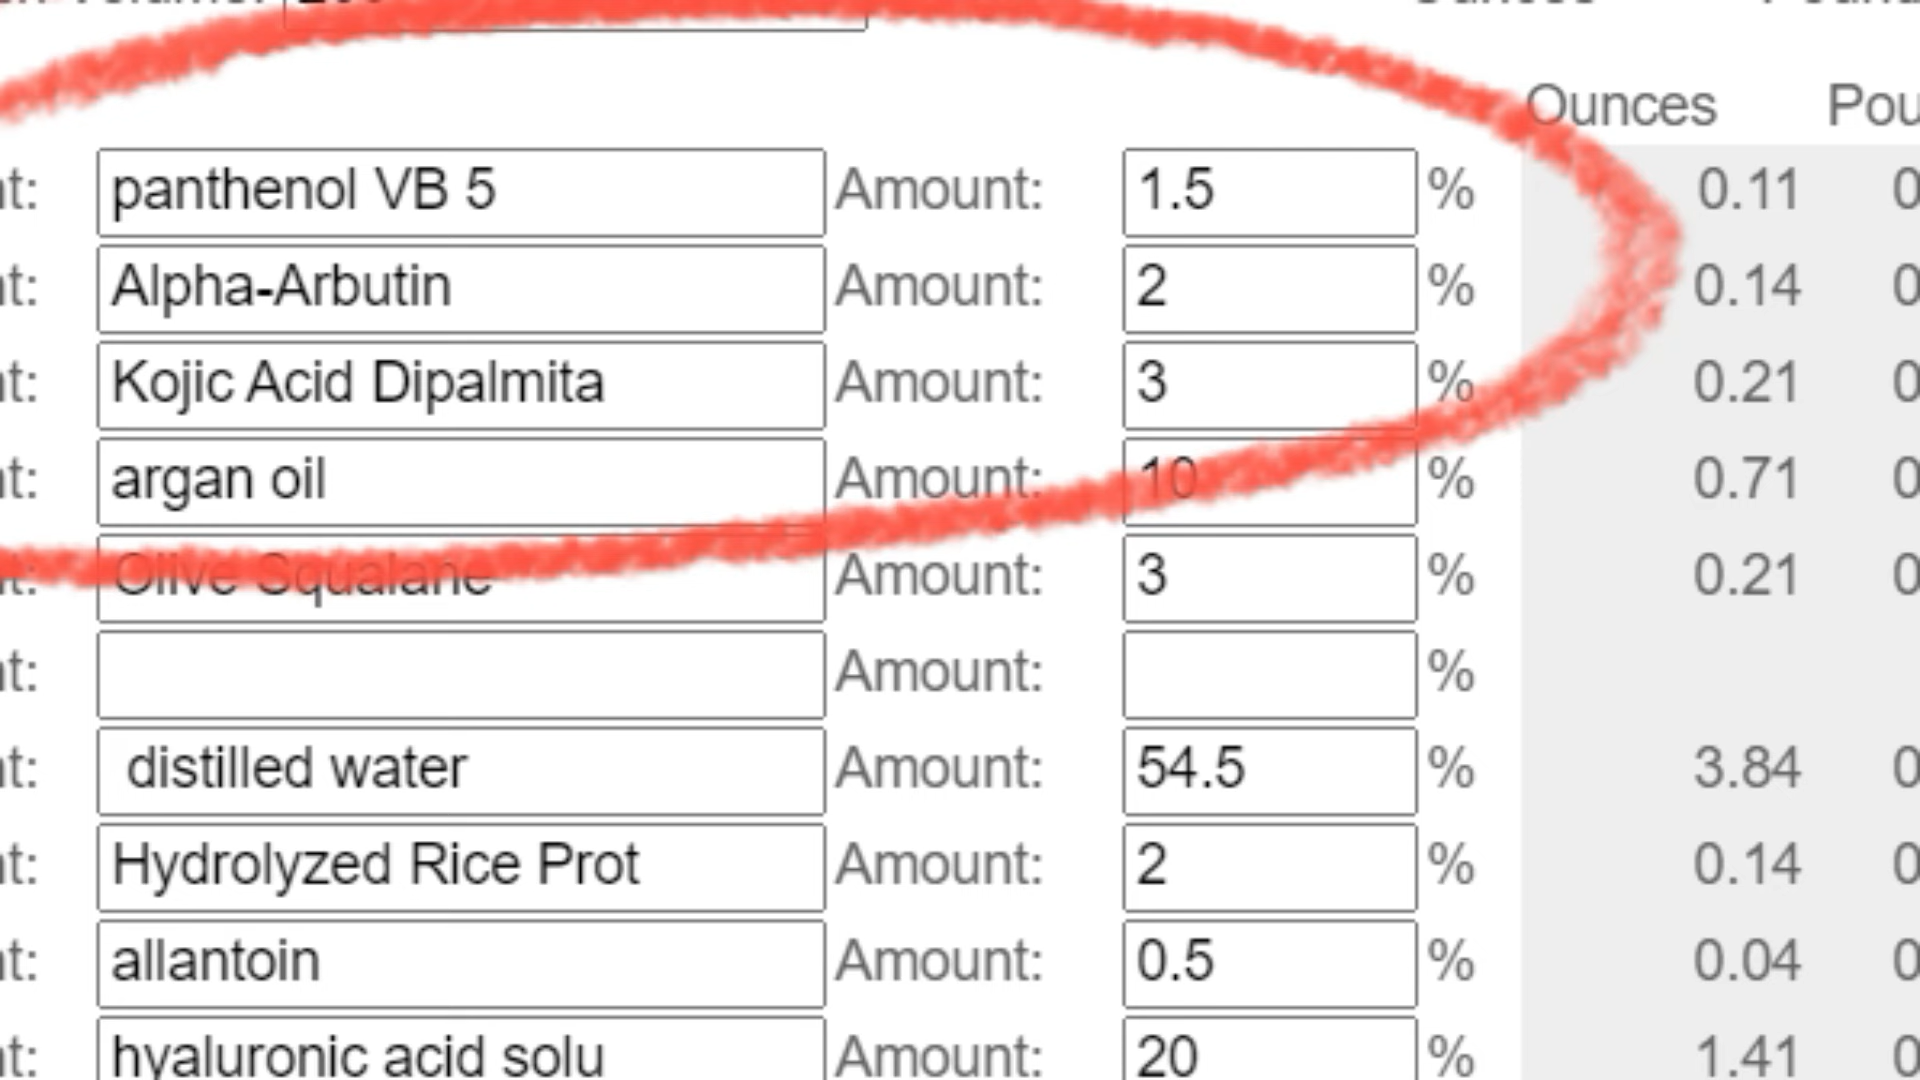 Ounces Pou
t: panthenol VB 5 Amount: 1.5 % 0.11 0
t: Alpha-Arbutin Amount: 2 % 0.14 0
t: Kojic Acid Dipalmita Amount: 3 % 0.21 0
t: argan oil Amount: 10 % 0.71 0
t: Olive Squalane Amount: 3 % 0.21 0
t: Amount: %
t: distilled water Amount: 54.5 % 3.84 0
t: Hydrolyzed Rice Prot Amount: 2 % 0.14 0
t: allantoin Amount: 0.5 % 0.04 0
t: hyaluronic acid solu Amount: 20 % 1.41 0